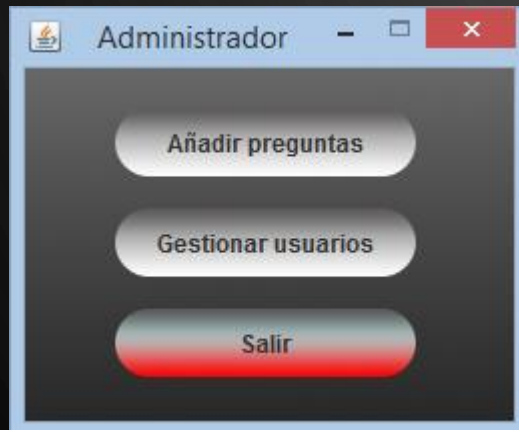 Administrador
Añadir preguntas
Gestionar usuarios
Salir